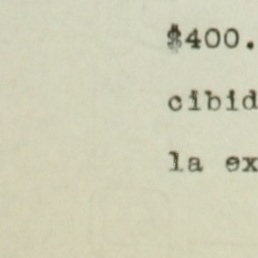 $400.
cibid
la ex